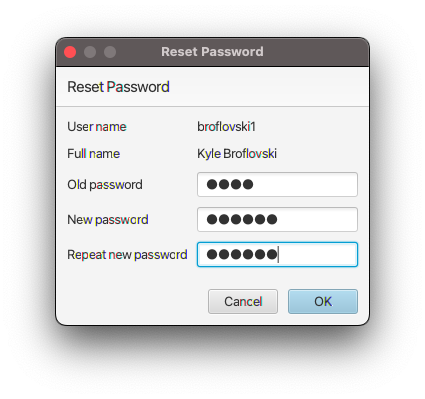 Reset Password
Reset Password
User name broflovski1
Full name Kyle Broflovski
Old password ●●●●
New password ●●●●●●
Repeat new password ●●●●●●
Cancel OK